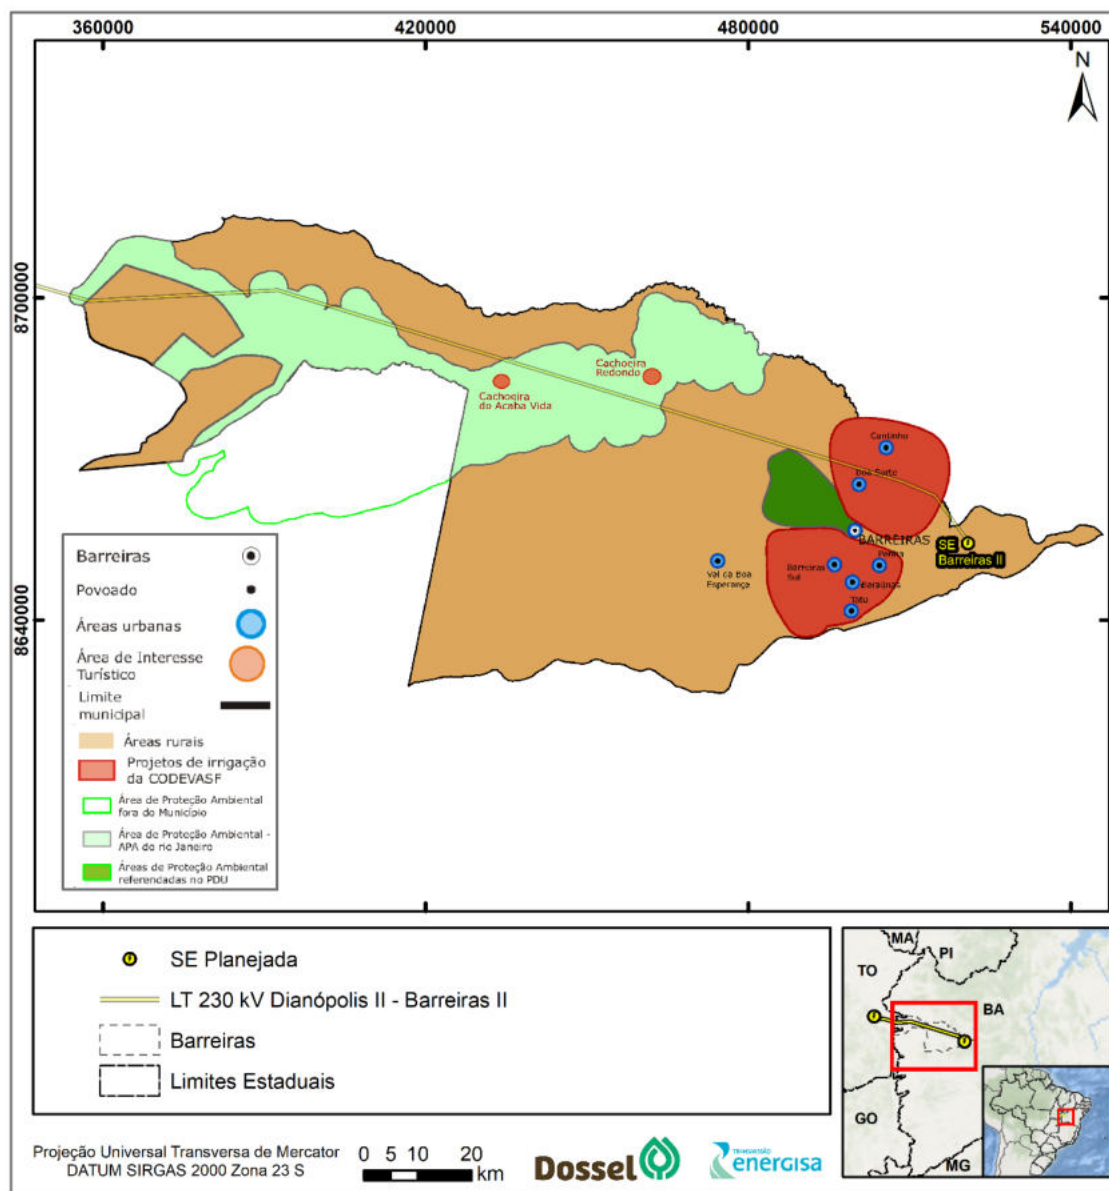 360000
420000
480000
540000
N
8700000
8640000
Cachoeira
Redondo
Cachoeira
do Acaba Vida
Cantinho
Boa Sorte
BARREIRAS
SE
Barreiras II
Val da Boa
Esperança
Barreiras
Sul
Penha
Baraúnas
Tatu
Barreiras
Povoado
Áreas urbanas
Área de Interesse
Turístico
Limite
municipal
Áreas rurais
Projetos de irrigação
da CODEVASF
Área de Proteção Ambiental
fora do Município
Área de Proteção Ambiental -
APA do rio Janeiro
Áreas de Proteção Ambiental
referendadas no PDU
SE Planejada
LT 230 kV Dianópolis II - Barreiras II
Barreiras
Limites Estaduais
MA
PI
TO
BA
GO
MG
Projeção Universal Transversa de Mercator
DATUM SIRGAS 2000 Zona 23 S
0 5 10 20
km
Dossel
TRANSMISSÃO
energisa